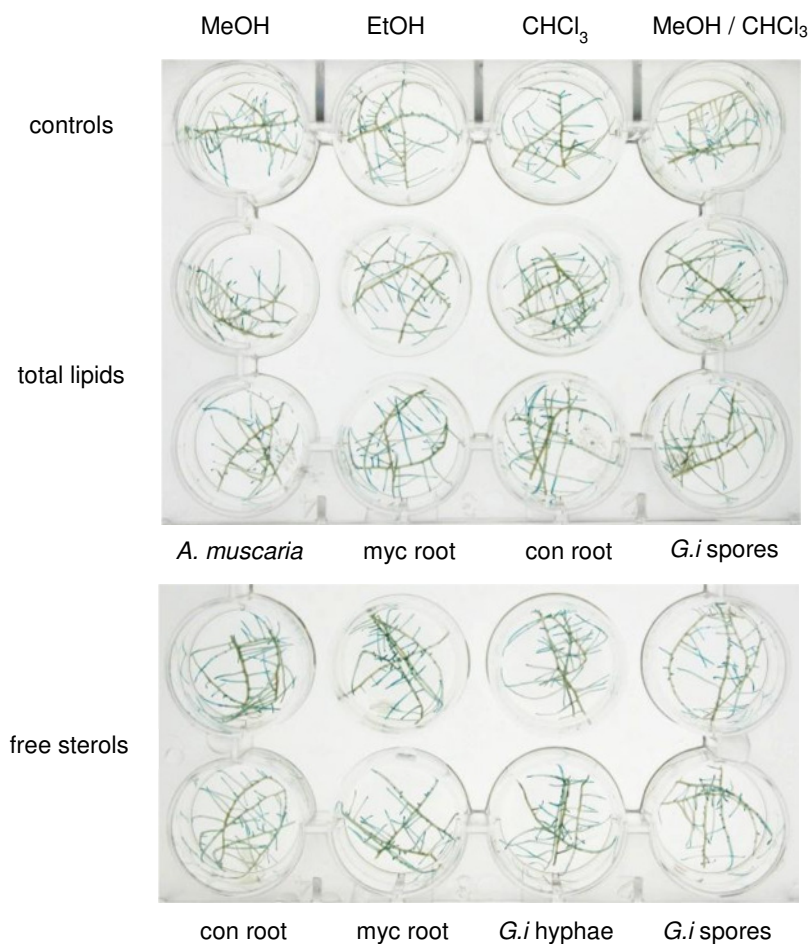 MeOH EtOH CHCl₃ MeOH / CHCl₃
controls
total lipids
A. muscaria myc root con root G.i spores
free sterols
con root myc root G.i hyphae G.i spores